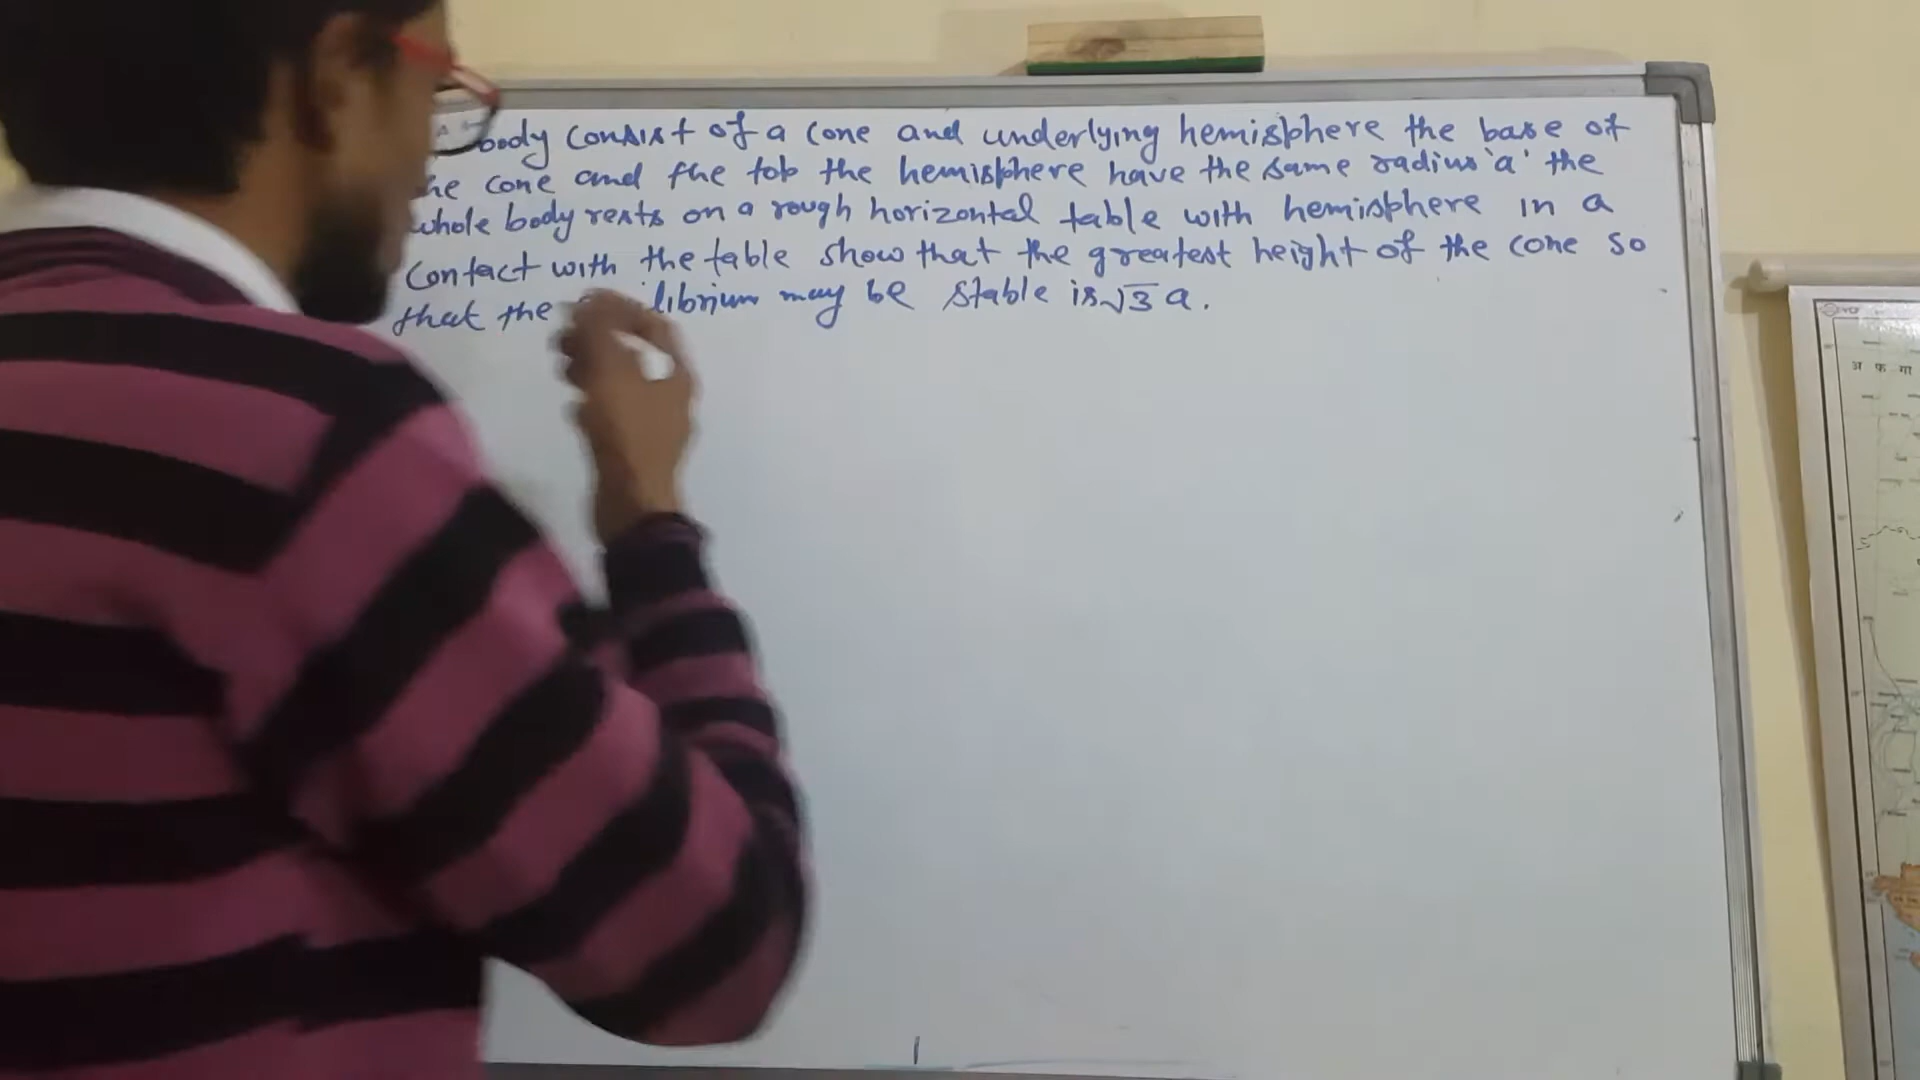 body consist of a cone and underlying hemisphere the base of
he cone and the top the hemisphere have the same radius 'a' the
whole body rests on a rough horizontal table with hemisphere in a
contact with the table show that the greatest height of the cone so
that the librium may be stable is √3 a.
अ फ गा